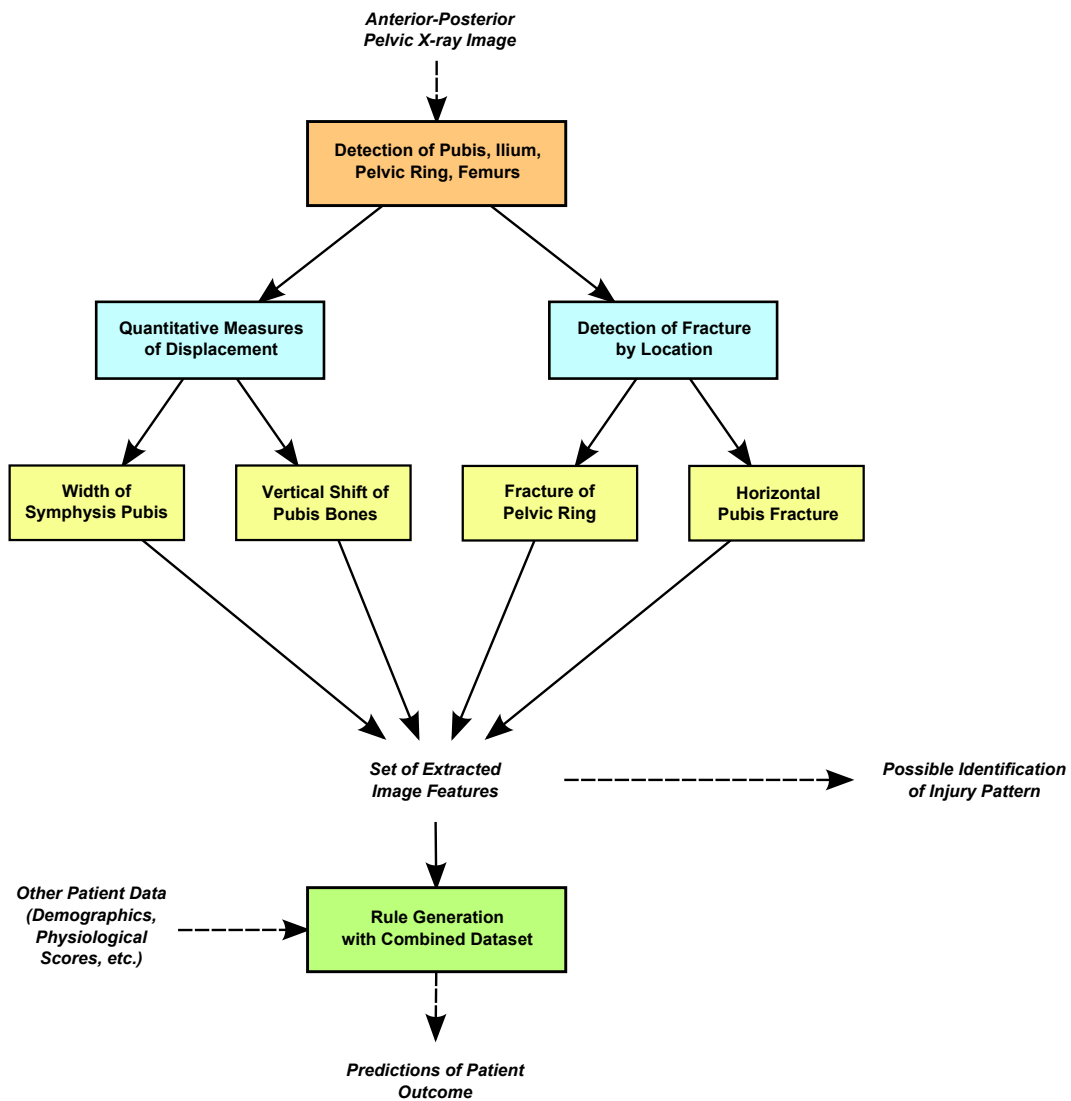 Anterior-Posterior
Pelvic X-ray Image
Detection of Pubis, Ilium,
Pelvic Ring, Femurs
Quantitative Measures
of Displacement
Detection of Fracture
by Location
Width of
Symphysis Pubis
Vertical Shift of
Pubis Bones
Fracture of
Pelvic Ring
Horizontal
Pubis Fracture
Set of Extracted
Image Features
Possible Identification
of Injury Pattern
Other Patient Data
(Demographics,
Physiological
Scores, etc.)
Rule Generation
with Combined Dataset
Predictions of Patient
Outcome